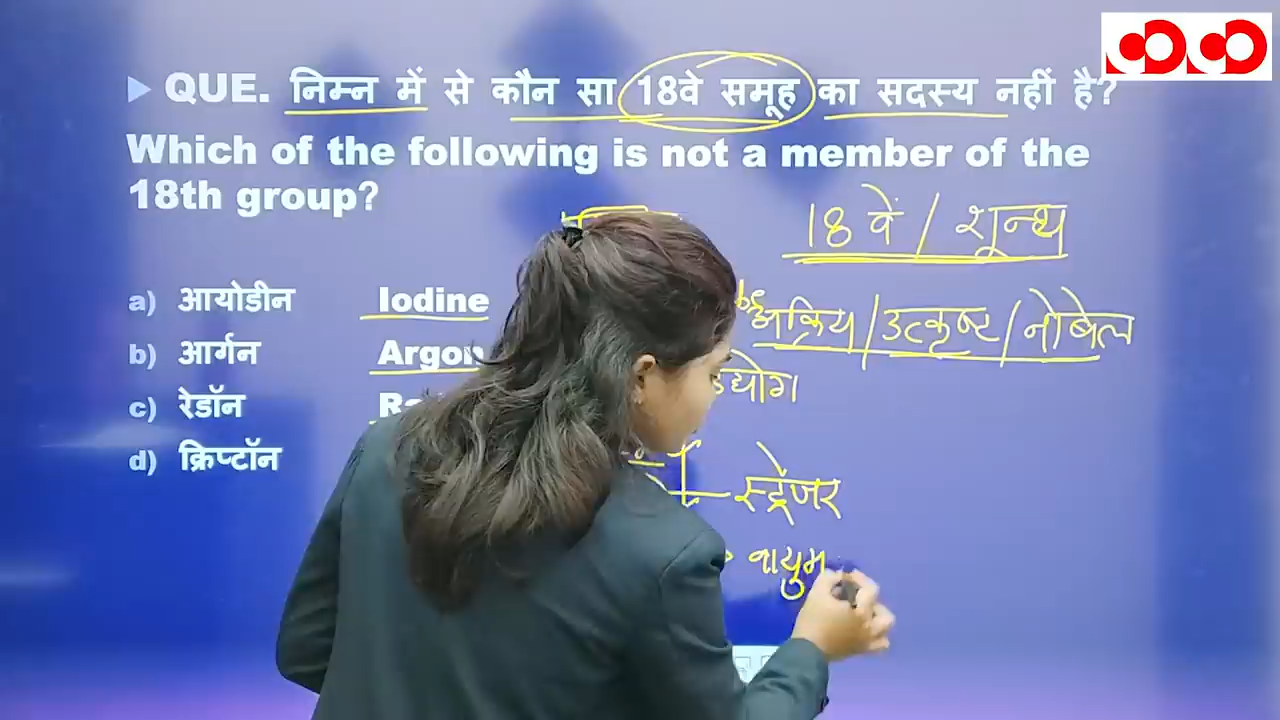 QUE. निम्न में से कौन सा 18वे समूह का सदस्य नहीं है?
Which of the following is not a member of the
18th group?
18 वें / शून्य
a) आयोडीन Iodine
अक्रिय / उत्कृष्ट / नोबेल
b) आर्गन Argon
c) रेडॉन
d) क्रिप्टॉन
स्ट्रेंजर
वायुम